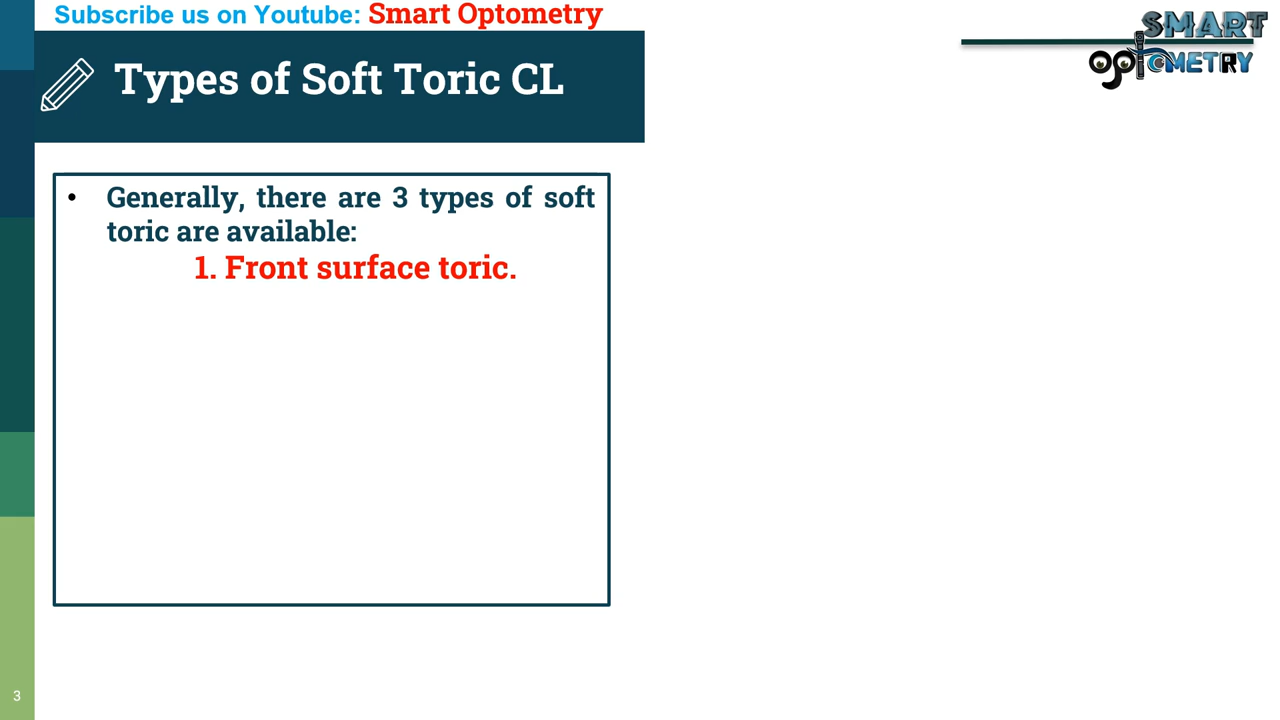 Subscribe us on Youtube: Smart Optometry
SMART
OPTOMETRY
Types of Soft Toric CL
• Generally, there are 3 types of soft
toric are available:
1. Front surface toric.
3